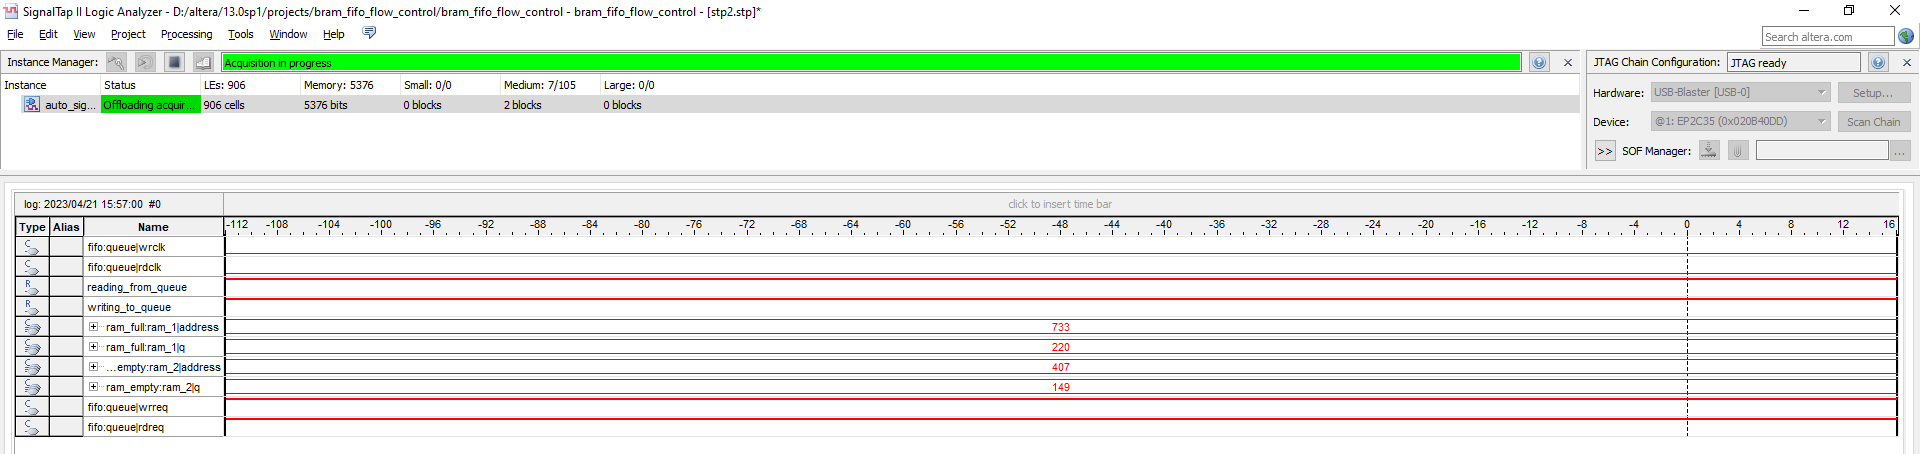 SignalTap II Logic Analyzer - D:/altera/13.0sp1/projects/bram_fifo_flow_control/bram_fifo_flow_control - bram_fifo_flow_control - [stp2.stp]*
File Edit View Project Processing Tools Window Help
Search altera.com
Instance Manager: Acquisition in progress
JTAG Chain Configuration: JTAG ready
Instance Status LEs: 906 Memory: 5376 Small: 0/0 Medium: 7/105 Large: 0/0
auto_sig... Offloading acquir... 906 cells 5376 bits 0 blocks 2 blocks 0 blocks
Hardware: USB-Blaster [USB-0] Setup...
Device: @1: EP2C35 (0x020B40DD) Scan Chain
>> SOF Manager: ...
log: 2023/04/21 15:57:00 #0 click to insert time bar
Type Alias Name -112 -108 -104 -100 -96 -92 -88 -84 -80 -76 -72 -68 -64 -60 -56 -52 -48 -44 -40 -36 -32 -28 -24 -20 -16 -12 -8 -4 0 4 8 12 16
C fifo:queue|wrclk
C fifo:queue|rdclk
R reading_from_queue
R writing_to_queue
C ram_full:ram_1|address 733
C ram_full:ram_1|q 220
C ...empty:ram_2|address 407
C ram_empty:ram_2|q 149
C fifo:queue|wrreq
C fifo:queue|rdreq